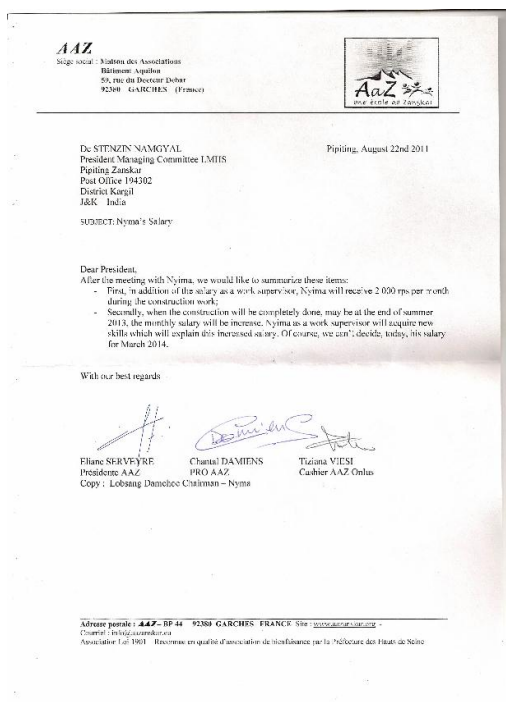 AAZ
Siège social : Maison des Associations
Bâtiment Aquilon
59, rue du Docteur Debat
92380 GARCHES (France)
AaZ
une école au Zanskar
Dc STENZIN NAMGYAL
Pipiting, August 22nd 2011
President Managing Committee LMHS
Pipiting Zanskar
Post Office 194302
District Kargil
J&K India
SUBJECT: Nyma's Salary
Dear President,
After the meeting with Nyima, we would like to summarize these items:
- First, in addition of the salary as a work supervisor, Nyima will receive 2 000 rps per month
during the construction work;
- Secondly, when the construction will be completely done, may be at the end of summer
2013, the monthly salary will be increase. Nyima as a work supervisor will acquire new
skills which will explain this increased salary. Of course, we can't decide, today, his salary
for March 2014.
With our best regards
Damiens
Eliane SERVEYRE Chantal DAMIENS Tiziana VIESI
Présidente AAZ PRO AAZ Cashier AAZ Onlus
Copy : Lobsang Damchoe Chairman – Nyma
Adresse postale : AAZ – BP 44 92380 GARCHES FRANCE Site :
Courriel :
Association Loi 1901 Reconnue en qualité d'association de bienfaisance par la Préfecture des Hauts de Seine